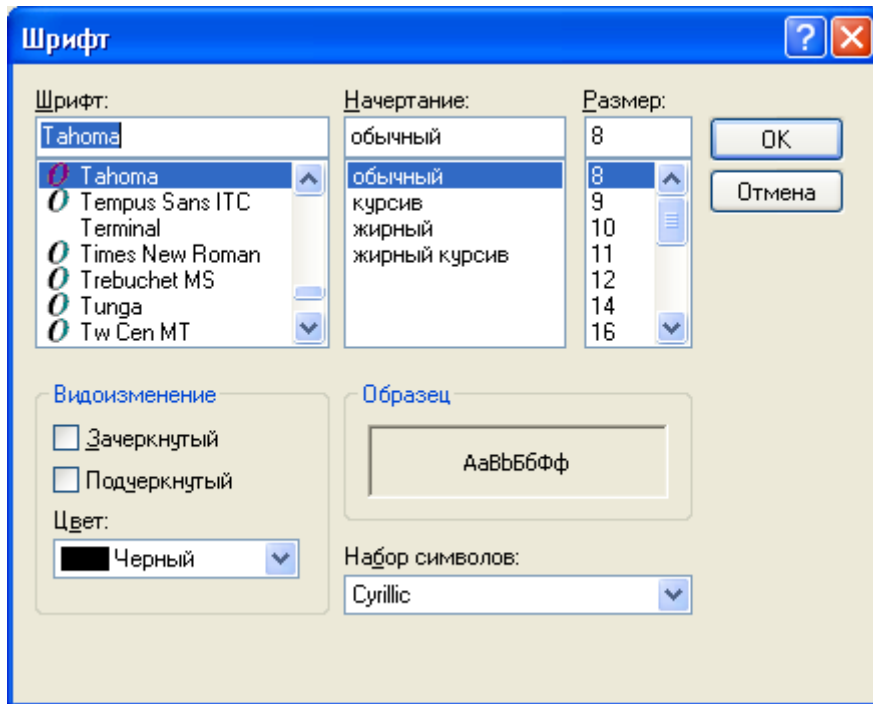 Шрифт
Шрифт:
Tahoma
Tahoma
Tempus Sans ITC
Terminal
Times New Roman
Trebuchet MS
Tunga
Tw Cen MT
Начертание:
обычный
обычный
курсив
жирный
жирный курсив
Размер:
8
8
9
10
11
12
14
16
OK
Отмена
Видоизменение
Зачеркнутый
Подчеркнутый
Цвет:
Черный
Образец
АаВbБбФф
Набор символов:
Cyrillic